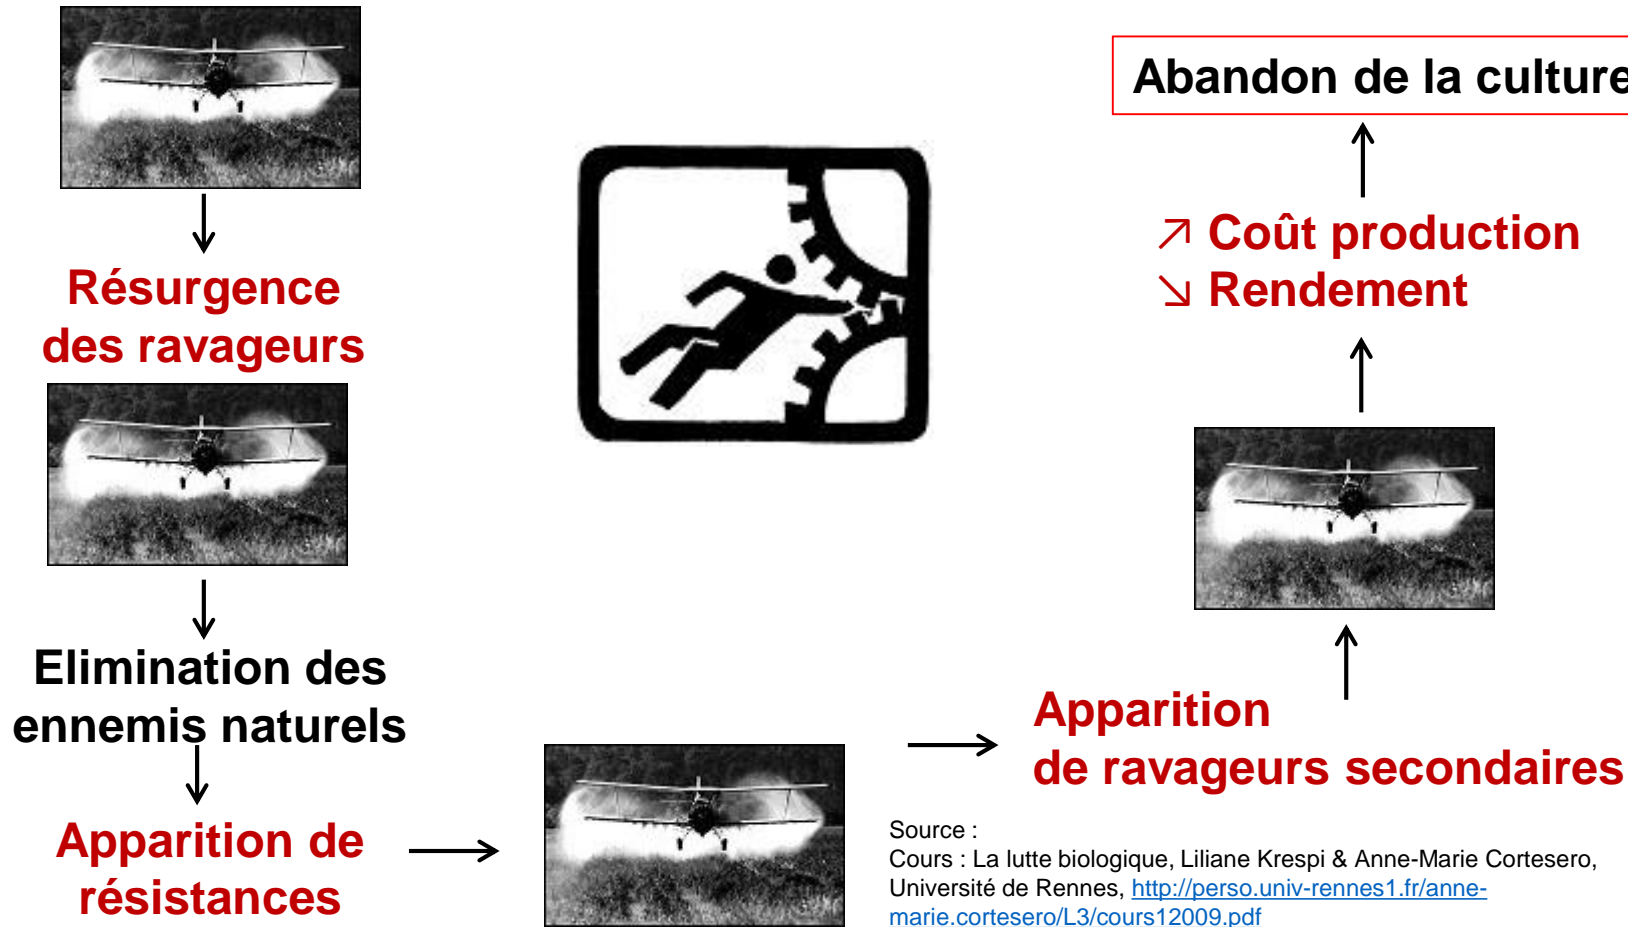 Résurgence
des ravageurs
Elimination des
ennemis naturels
Apparition de
résistances
Apparition
de ravageurs secondaires
↗ Coût production
↘ Rendement
Abandon de la culture
Source :
Cours : La lutte biologique, Liliane Krespi & Anne-Marie Cortesero,
Université de Rennes, http://perso.univ-rennes1.fr/anne-
marie.cortesero/L3/cours12009.pdf